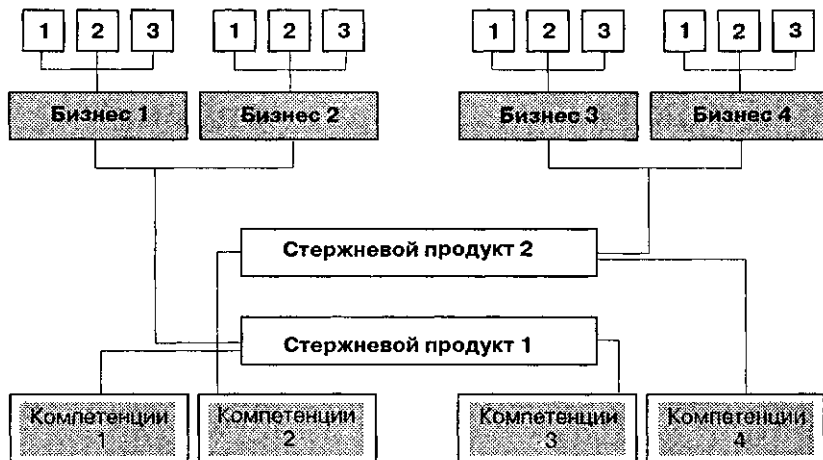 1 2 3 1 2 3 1 2 3 1 2 3
Бизнес 1 Бизнес 2 Бизнес 3 Бизнес 4
Стержневой продукт 2
Стержневой продукт 1
Компетенции Компетенции Компетенции Компетенции
1 2 3 4